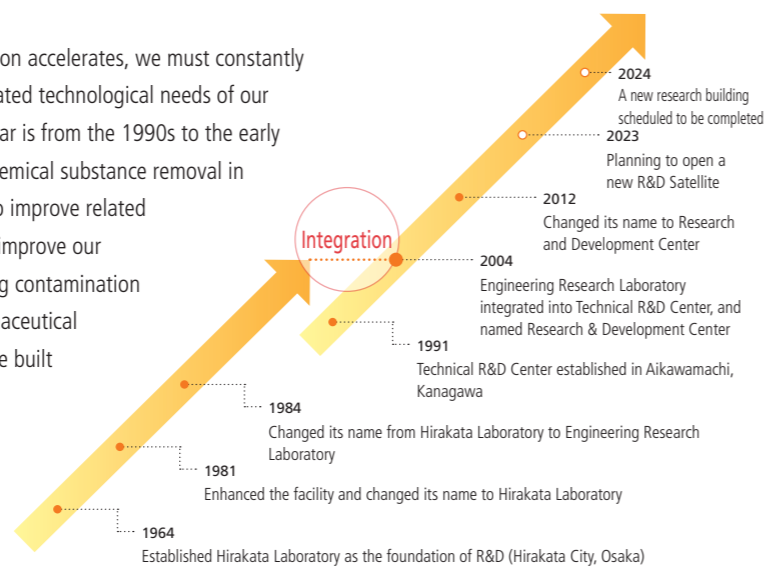 on accelerates, we must constantly
ated technological needs of our
ar is from the 1990s to the early
emical substance removal in
o improve related
improve our
g contamination
aceutical
e built
Integration
2024
A new research building
scheduled to be completed
2023
Planning to open a
new R&D Satellite
2012
Changed its name to Research
and Development Center
2004
Engineering Research Laboratory
integrated into Technical R&D Center, and
named Research & Development Center
1991
Technical R&D Center established in Aikawamachi,
Kanagawa
1984
Changed its name from Hirakata Laboratory to Engineering Research
Laboratory
1981
Enhanced the facility and changed its name to Hirakata Laboratory
1964
Established Hirakata Laboratory as the foundation of R&D (Hirakata City, Osaka)